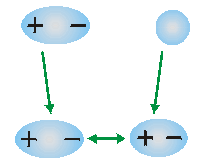 + −
+ − + −